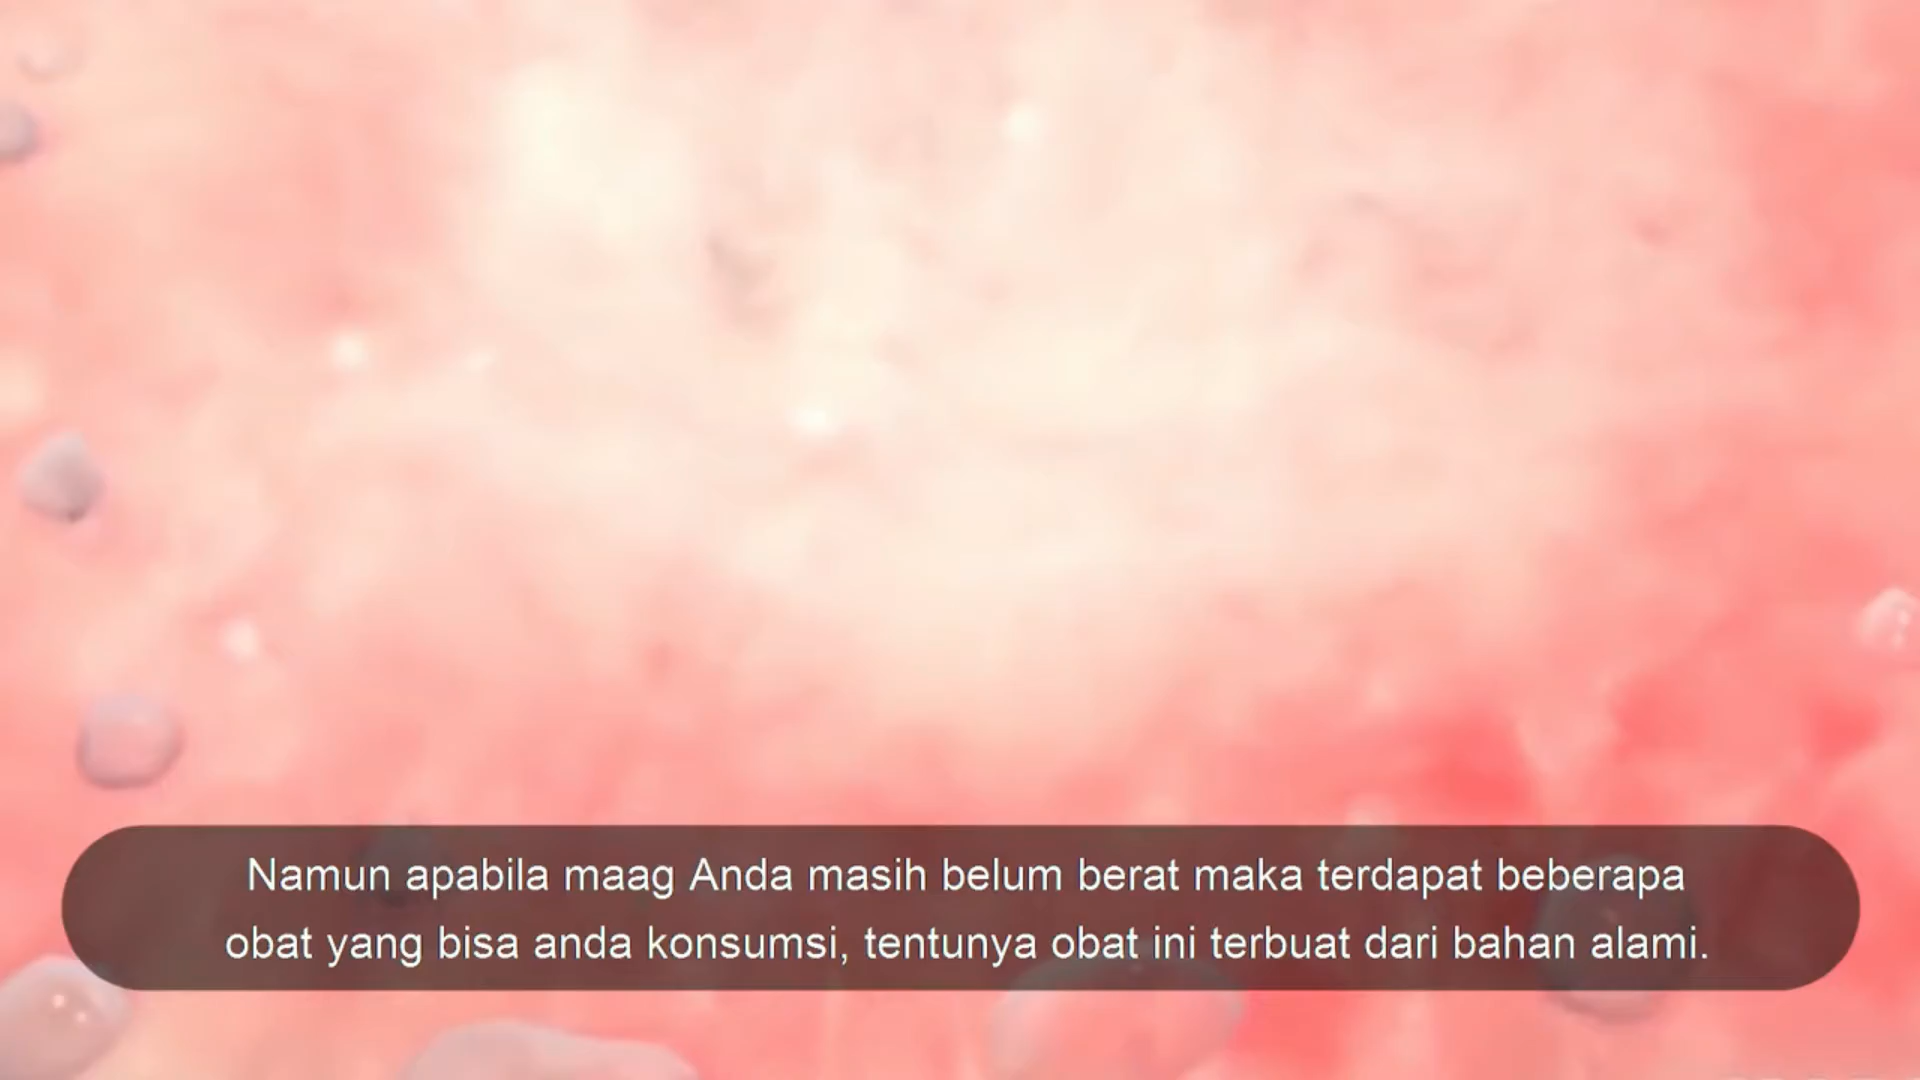 Namun apabila maag Anda masih belum berat maka terdapat beberapa
obat yang bisa anda konsumsi, tentunya obat ini terbuat dari bahan alami.